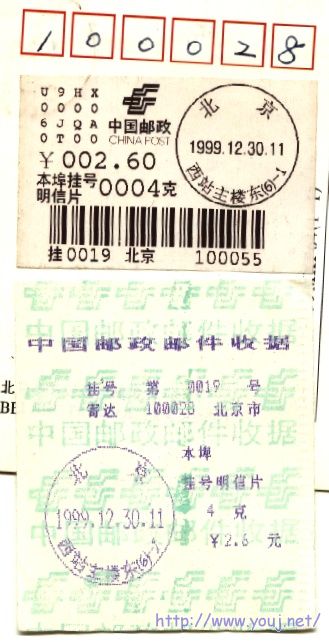 100028
U9HX
0000
6JQA
0T00
中国邮政
CHINA POST
北京
1999.12.30.11
西站主楼东(6)-1
¥002.60
本埠挂号
明信片
0004克
挂0019 北京 100055
中国邮政邮件收据
挂号 第 0019 号
寄达 100028 北京市
本埠
挂号明信片
4 克
¥2.6 元
北京
1999.12.30.11
西站主楼东(6)-1
北
BE
http://www.youj.net/